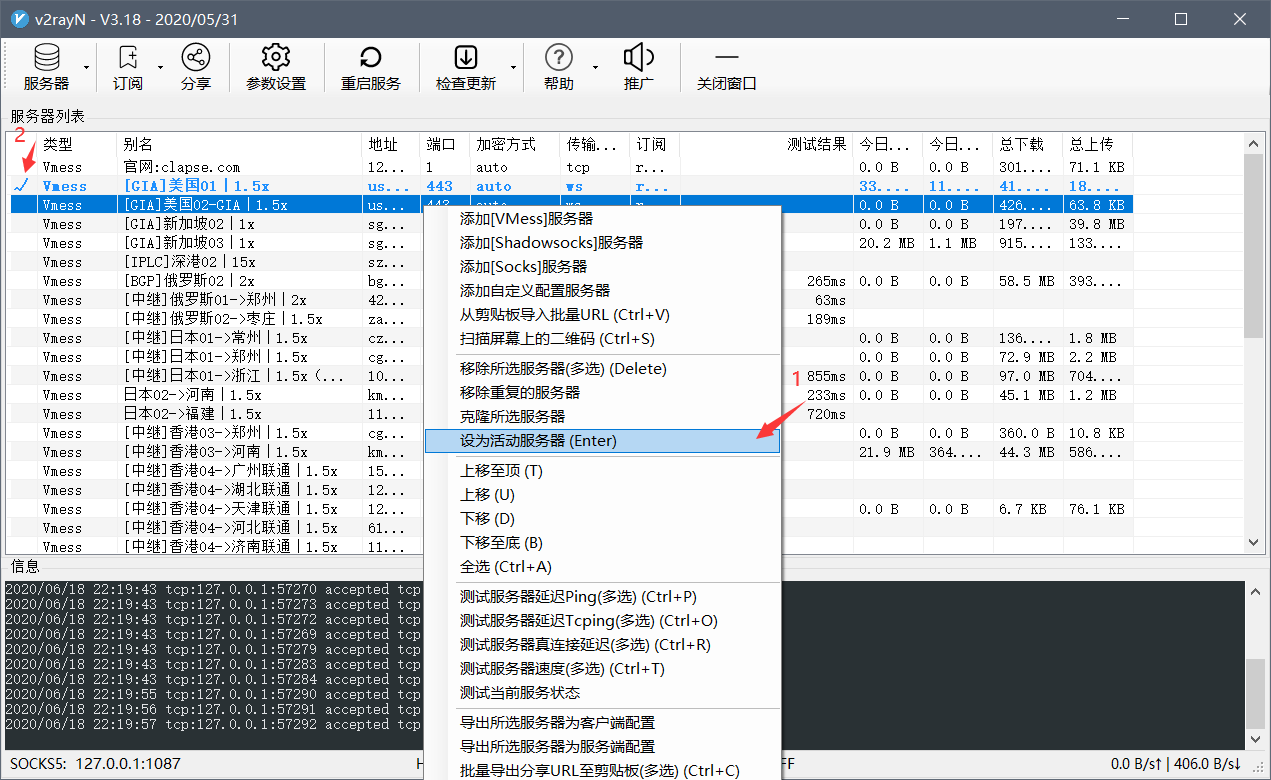 v2rayN - V3.18 - 2020/05/31
服务器 订阅 分享 参数设置 重启服务 检查更新 帮助 推广 关闭窗口
服务器列表
2
类型 别名 地址 端口 加密方式 传输... 订阅 测试结果 今日... 今日... 总下载 总上传
Vmess 官网:clapse.com 12... 1 auto tcp r... 0.0 B 0.0 B 301.... 71.1 KB
Vmess [GIA]美国01|1.5x us... 443 auto ws r... 33.... 11.... 41.... 18....
Vmess [GIA]美国02-GIA|1.5x us... 443 auto ws r... 0.0 B 0.0 B 426.... 63.8 KB
Vmess [GIA]新加坡02|1x sg... 0.0 B 0.0 B 197.... 39.8 MB
Vmess [GIA]新加坡03|1x sg... 20.2 MB 1.1 MB 915.... 133....
Vmess [IPLC]深港02|15x sz...
Vmess [BGP]俄罗斯02|2x bg... 265ms 0.0 B 0.0 B 58.5 MB 393....
Vmess [中继]俄罗斯01->郑州|2x 42... 63ms
Vmess [中继]俄罗斯02->枣庄|1.5x za... 189ms
Vmess [中继]日本01->常州|1.5x cz... 0.0 B 0.0 B 136.... 1.8 MB
Vmess [中继]日本01->郑州|1.5x cg... 0.0 B 0.0 B 72.9 MB 2.2 MB
Vmess [中继]日本01->浙江|1.5x (... 10... 855ms 0.0 B 0.0 B 97.0 MB 704....
Vmess 日本02->河南|1.5x km... 233ms 0.0 B 0.0 B 45.1 MB 1.2 MB
Vmess 日本02->福建|1.5x 11... 720ms
Vmess [中继]香港03->郑州|1.5x cg... 0.0 B 0.0 B 360.0 B 10.8 KB
Vmess [中继]香港03->河南|1.5x km... 21.9 MB 364.... 44.3 MB 586....
Vmess [中继]香港04->广州联通|1.5x 15...
Vmess [中继]香港04->湖北联通|1.5x 12...
Vmess [中继]香港04->天津联通|1.5x 12... 0.0 B 0.0 B 6.7 KB 76.1 KB
Vmess [中继]香港04->河北联通|1.5x 61...
Vmess [中继]香港04->济南联通|1.5x 11...
添加[VMess]服务器
添加[Shadowsocks]服务器
添加[Socks]服务器
添加自定义配置服务器
从剪贴板导入批量URL (Ctrl+V)
扫描屏幕上的二维码 (Ctrl+S)
移除所选服务器(多选) (Delete)
移除重复的服务器
克隆所选服务器
1
设为活动服务器 (Enter)
上移至顶 (T)
上移 (U)
下移 (D)
下移至底 (B)
全选 (Ctrl+A)
测试服务器延迟Ping(多选) (Ctrl+P)
测试服务器延迟Tcping(多选) (Ctrl+O)
测试服务器真连接延迟(多选) (Ctrl+R)
测试服务器速度(多选) (Ctrl+T)
测试当前服务状态
导出所选服务器为客户端配置
导出所选服务器为服务端配置
批量导出分享URL至剪贴板(多选) (Ctrl+C)
信息
2020/06/18 22:19:43 tcp:127.0.0.1:57270 accepted tcp
2020/06/18 22:19:43 tcp:127.0.0.1:57273 accepted tcp
2020/06/18 22:19:43 tcp:127.0.0.1:57272 accepted tcp
2020/06/18 22:19:43 tcp:127.0.0.1:57269 accepted tcp
2020/06/18 22:19:43 tcp:127.0.0.1:57279 accepted tcp
2020/06/18 22:19:43 tcp:127.0.0.1:57283 accepted tcp
2020/06/18 22:19:43 tcp:127.0.0.1:57284 accepted tcp
2020/06/18 22:19:55 tcp:127.0.0.1:57290 accepted tcp
2020/06/18 22:19:56 tcp:127.0.0.1:57291 accepted tcp
2020/06/18 22:19:57 tcp:127.0.0.1:57292 accepted tcp
SOCKS5: 127.0.0.1:1087 0.0 B/s↑ | 406.0 B/s↓